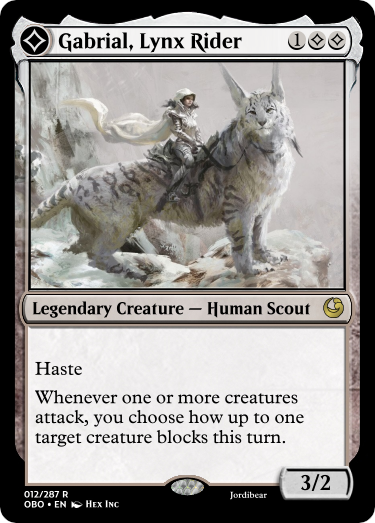 Gabrial, Lynx Rider 1
Legendary Creature — Human Scout
Haste
Whenever one or more creatures
attack, you choose how up to one
target creature blocks this turn.
3/2
012/287 R
OBO • EN Hex Inc Jordibear